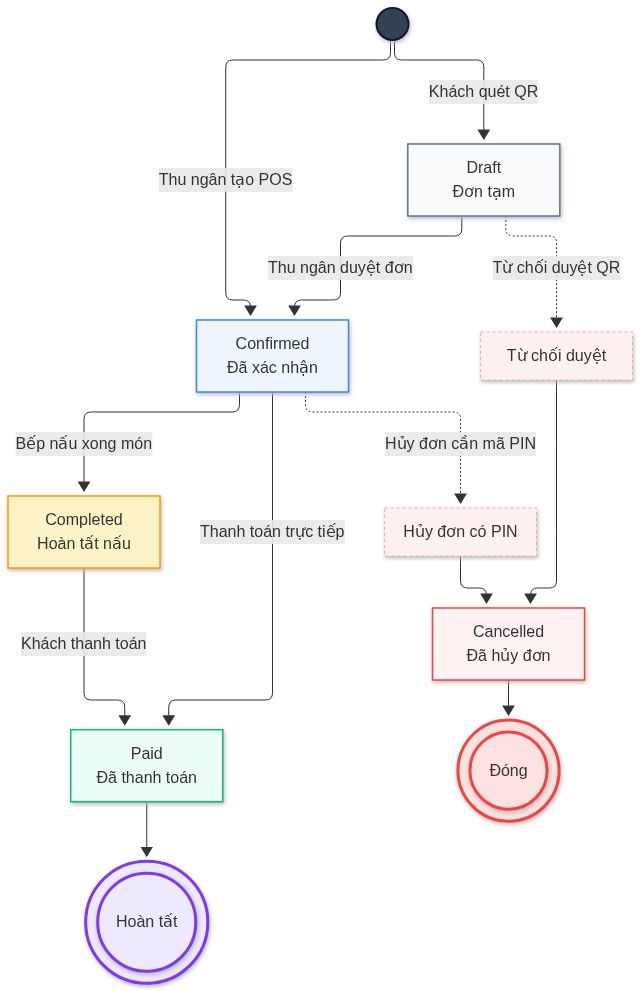 Khách quét QR
Thu ngân tạo POS
Draft
Đơn tạm
Thu ngân duyệt đơn
Từ chối duyệt QR
Confirmed
Đã xác nhận
Từ chối duyệt
Bếp nấu xong món
Hủy đơn cần mã PIN
Completed
Hoàn tất nấu
Thanh toán trực tiếp
Hủy đơn có PIN
Khách thanh toán
Cancelled
Đã hủy đơn
Paid
Đã thanh toán
Đóng
Hoàn tất